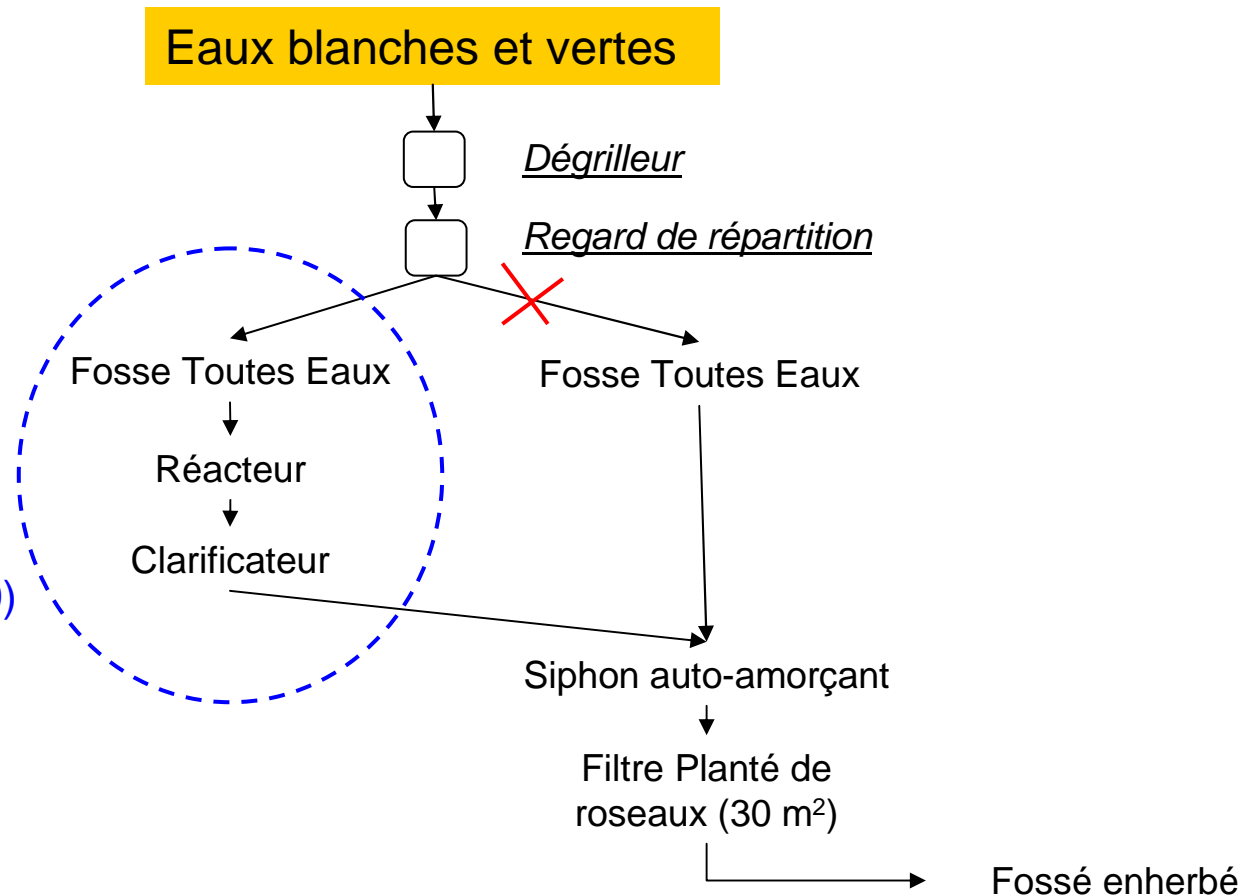 Eaux blanches et vertes
Dégrilleur
Regard de répartition
Fosse Toutes Eaux
Fosse Toutes Eaux
Réacteur
Clarificateur
)
Siphon auto-amorçant
Filtre Planté de
roseaux (30 m²)
Fossé enherbé